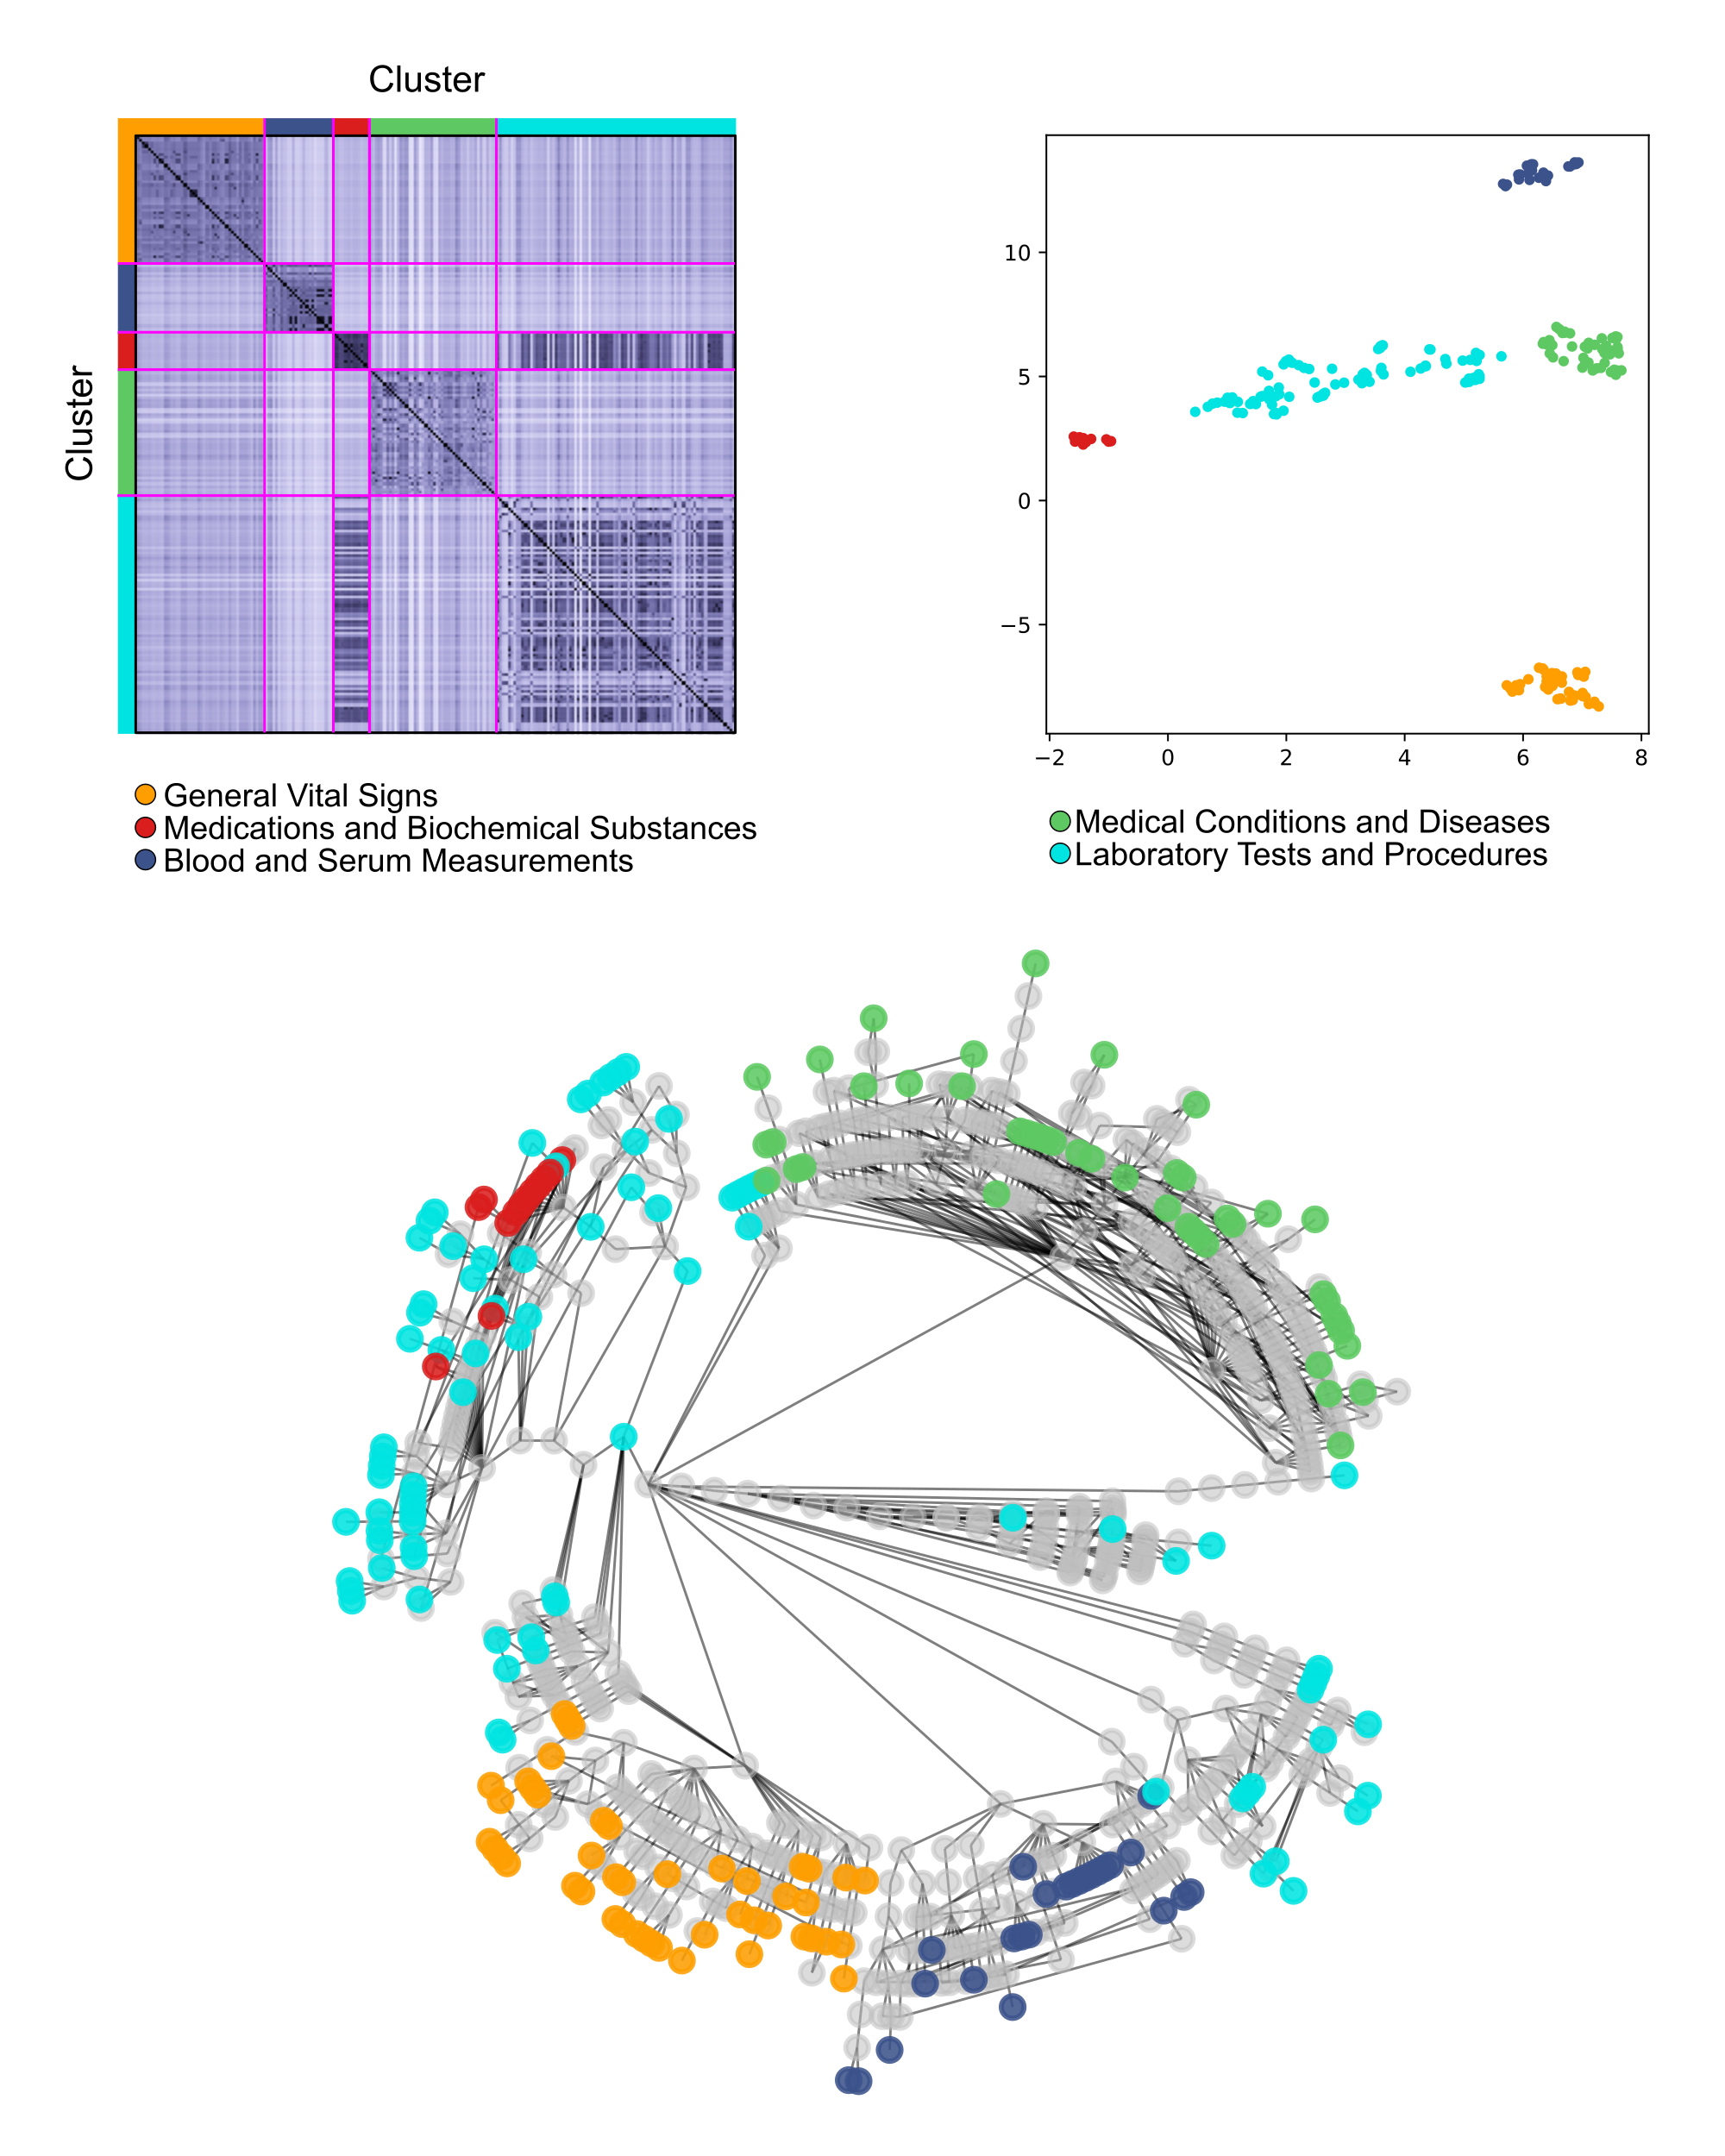 Cluster
Cluster
10
5
0
−5
−2
0
2
4
6
8
General Vital Signs
Medications and Biochemical Substances
Blood and Serum Measurements
Medical Conditions and Diseases
Laboratory Tests and Procedures